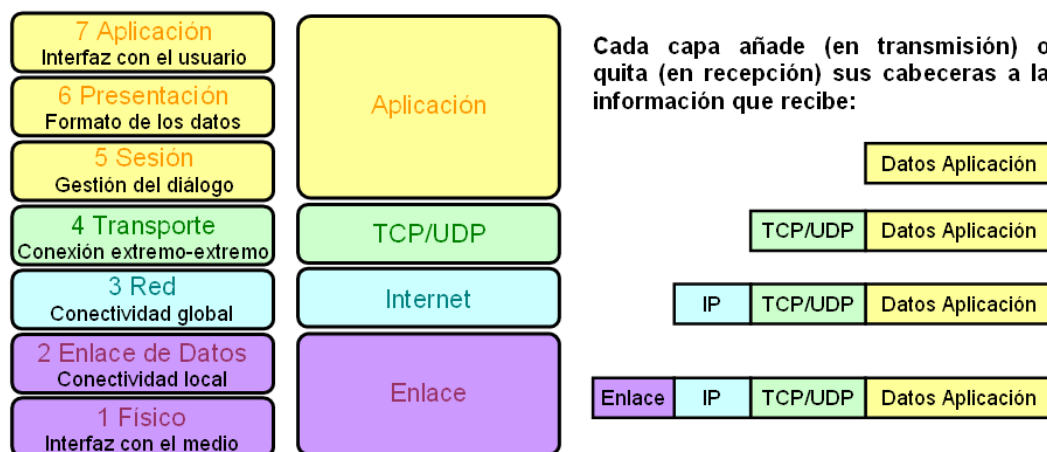 7 Aplicación
Interfaz con el usuario
6 Presentación
Formato de los datos
5 Sesión
Gestión del diálogo
4 Transporte
Conexión extremo-extremo
3 Red
Conectividad global
2 Enlace de Datos
Conectividad local
1 Físico
Interfaz con el medio
Aplicación
TCP/UDP
Internet
Enlace
Cada capa añade (en transmisión) o
quita (en recepción) sus cabeceras a la
información que recibe:
Datos Aplicación
TCP/UDP Datos Aplicación
IP TCP/UDP Datos Aplicación
Enlace IP TCP/UDP Datos Aplicación